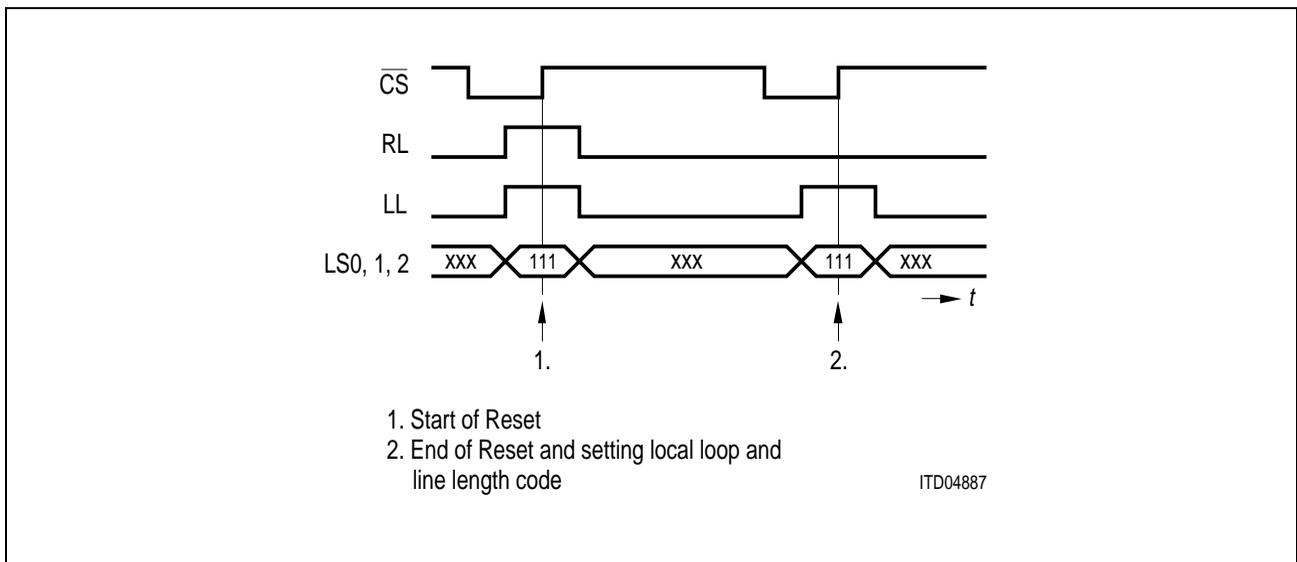 CS
RL
LL
LS0, 1, 2 xxx 111 xxx 111 xxx
t
1. 2.
1. Start of Reset
2. End of Reset and setting local loop and
line length code
ITD04887